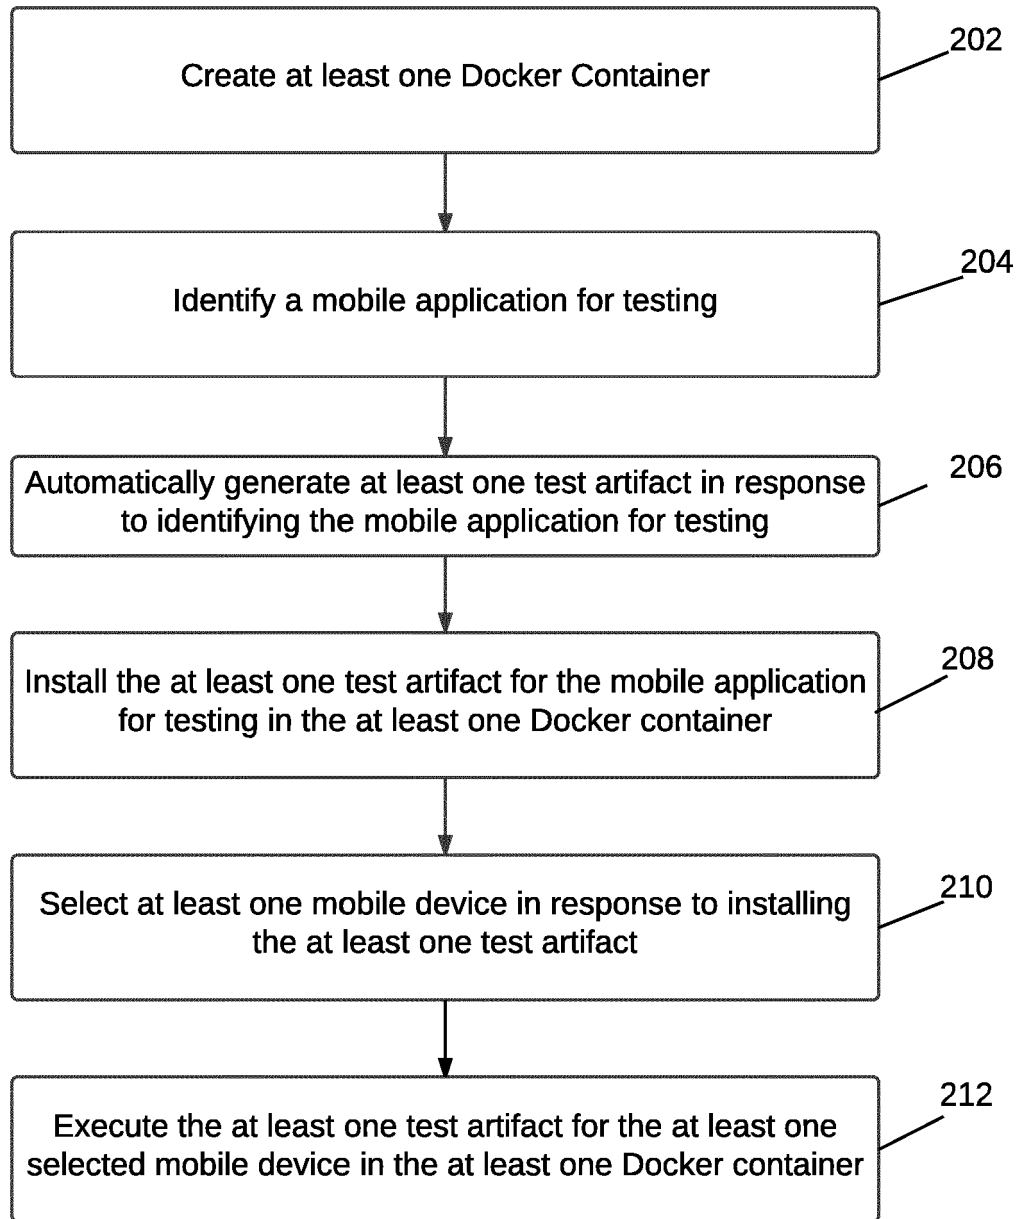 Create at least one Docker Container
202
Identify a mobile application for testing
204
Automatically generate at least one test artifact in response
to identifying the mobile application for testing
206
Install the at least one test artifact for the mobile application
for testing in the at least one Docker container
208
Select at least one mobile device in response to installing
the at least one test artifact
210
Execute the at least one test artifact for the at least one
selected mobile device in the at least one Docker container
212